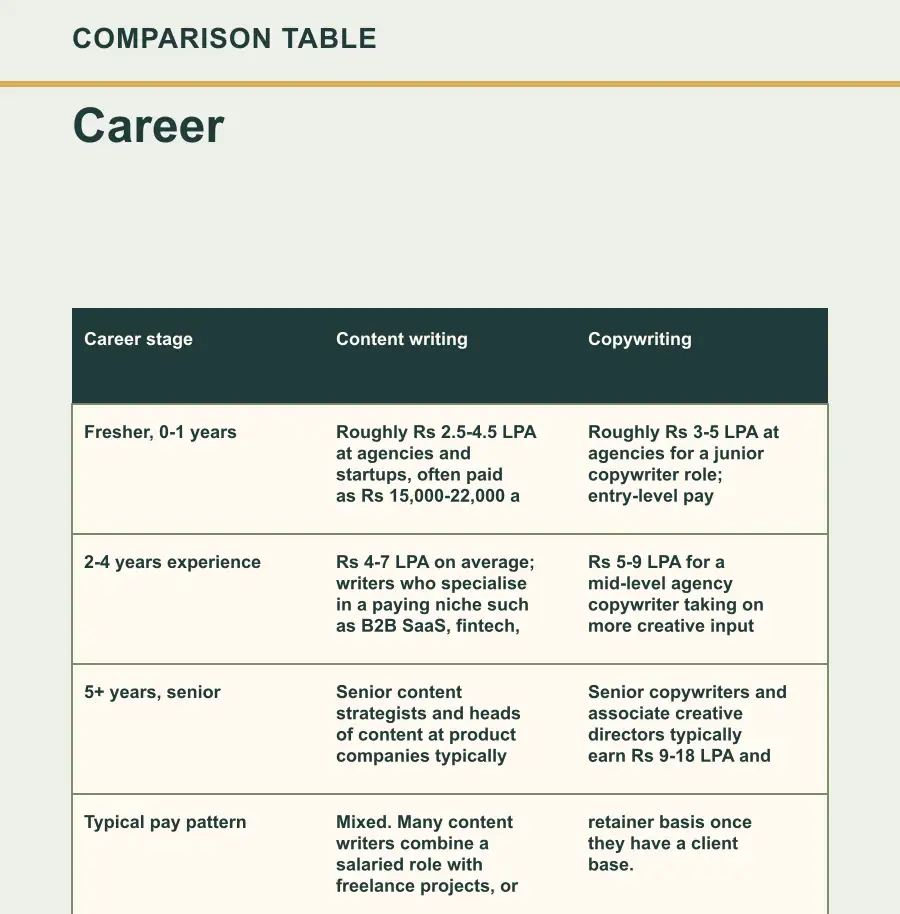 COMPARISON TABLE
Career
Career stage
Content writing
Copywriting
Fresher, 0-1 years
Roughly Rs 2.5-4.5 LPA
at agencies and
startups, often paid
as Rs 15,000-22,000 a
Roughly Rs 3-5 LPA at
agencies for a junior
copywriter role;
entry-level pay
2-4 years experience
Rs 4-7 LPA on average;
writers who specialise
in a paying niche such
as B2B SaaS, fintech,
Rs 5-9 LPA for a
mid-level agency
copywriter taking on
more creative input
5+ years, senior
Senior content
strategists and heads
of content at product
companies typically
Senior copywriters and
associate creative
directors typically
earn Rs 9-18 LPA and
Typical pay pattern
Mixed. Many content
writers combine a
salaried role with
freelance projects, or
retainer basis once
they have a client
base.